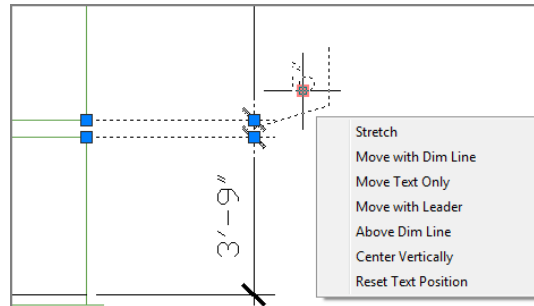 3'-9"
Stretch
Move with Dim Line
Move Text Only
Move with Leader
Above Dim Line
Center Vertically
Reset Text Position